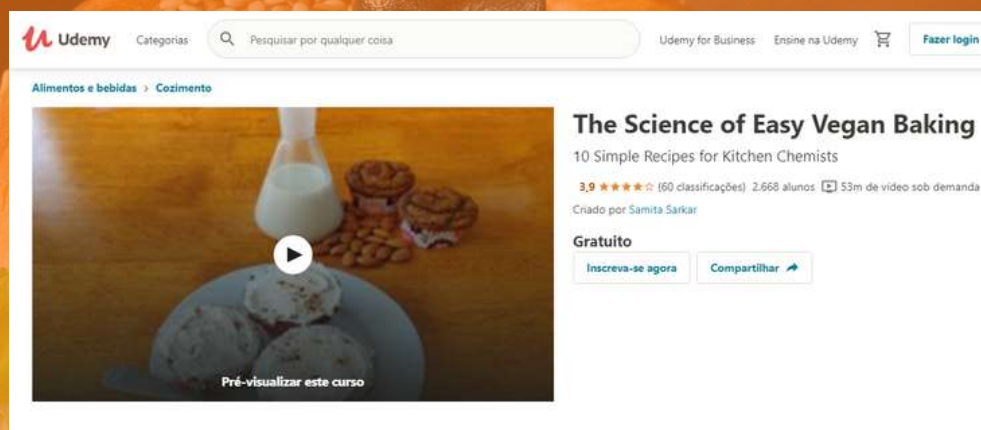 Udemy Categorias Pesquisar por qualquer coisa Udemy for Business Ensine na Udemy Fazer login
Alimentos e bebidas > Cozimento
The Science of Easy Vegan Baking
10 Simple Recipes for Kitchen Chemists
3,9 (60 classificações) 2.668 alunos 53m de vídeo sob demanda
Criado por Samita Sarkar
Gratuito
Inscreva-se agora Compartilhar
Pré-visualizar este curso